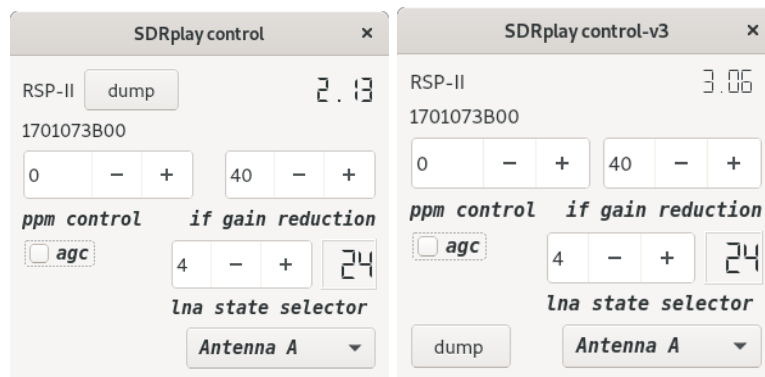 SDRplay control ×
RSP-II dump 2.13
1701073B00
0 − + 40 − +
ppm control if gain reduction
agc 4 − + 24
lna state selector
Antenna A
SDRplay control-v3 ×
RSP-II 3.06
1701073B00
0 − + 40 − +
ppm control if gain reduction
agc 4 − + 24
lna state selector
dump Antenna A